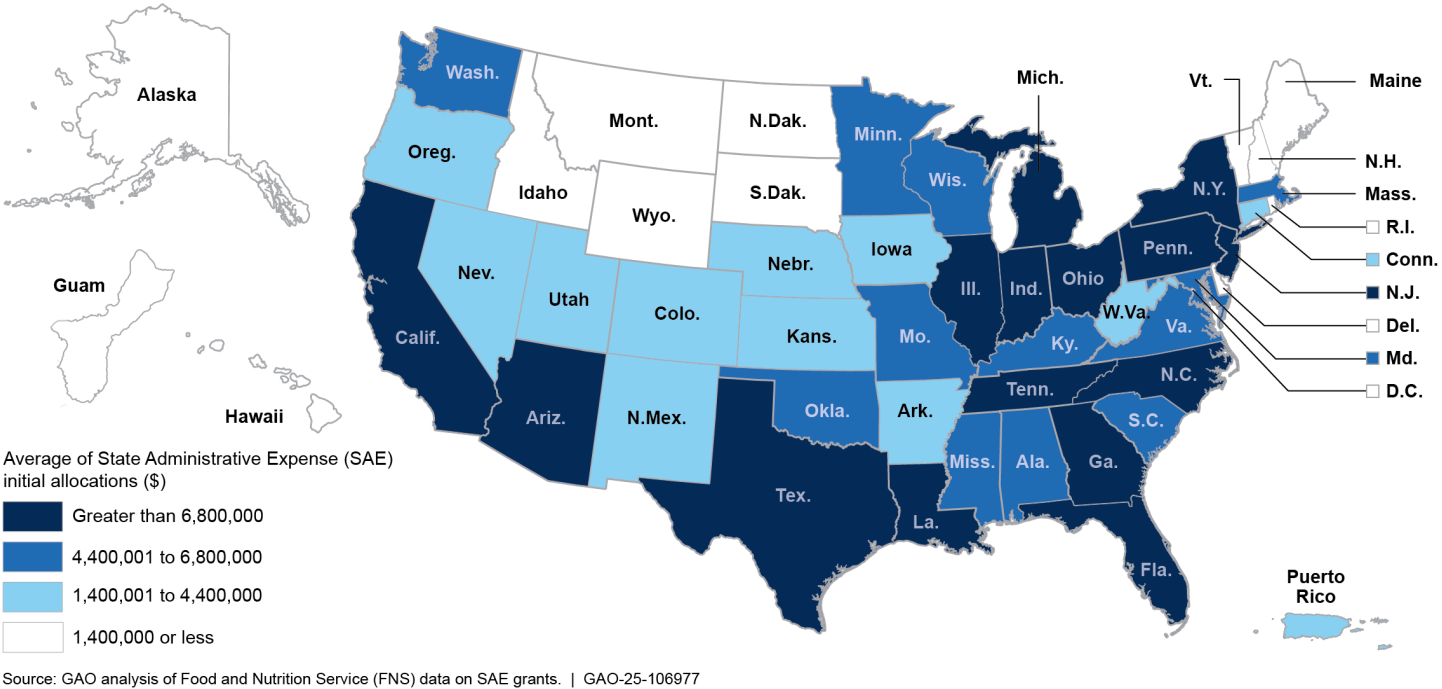 Mich.
Vt.
Maine
Wash.
Alaska
Mont.
N.Dak.
Minn.
Oreg.
N.H.
Wis.
N.Y.
Mass.
Idaho
S.Dak.
Wyo.
R.I.
Iowa
Penn.
Conn.
Nebr.
Nev.
Guam
Ohio
Ill.
Ind.
N.J.
Utah
Colo.
W.Va.
Va.
Del.
Calif.
Kans.
Mo.
Ky.
Md.
N.C.
Tenn.
D.C.
Hawaii
Ariz.
N.Mex.
Okla.
Ark.
S.C.
Miss.
Ala.
Ga.
Tex.
La.
Fla.
Puerto
Rico
Average of State Administrative Expense (SAE)
initial allocations ($)
Greater than 6,800,000
4,400,001 to 6,800,000
1,400,001 to 4,400,000
1,400,000 or less
Source: GAO analysis of Food and Nutrition Service (FNS) data on SAE grants. | GAO-25-106977